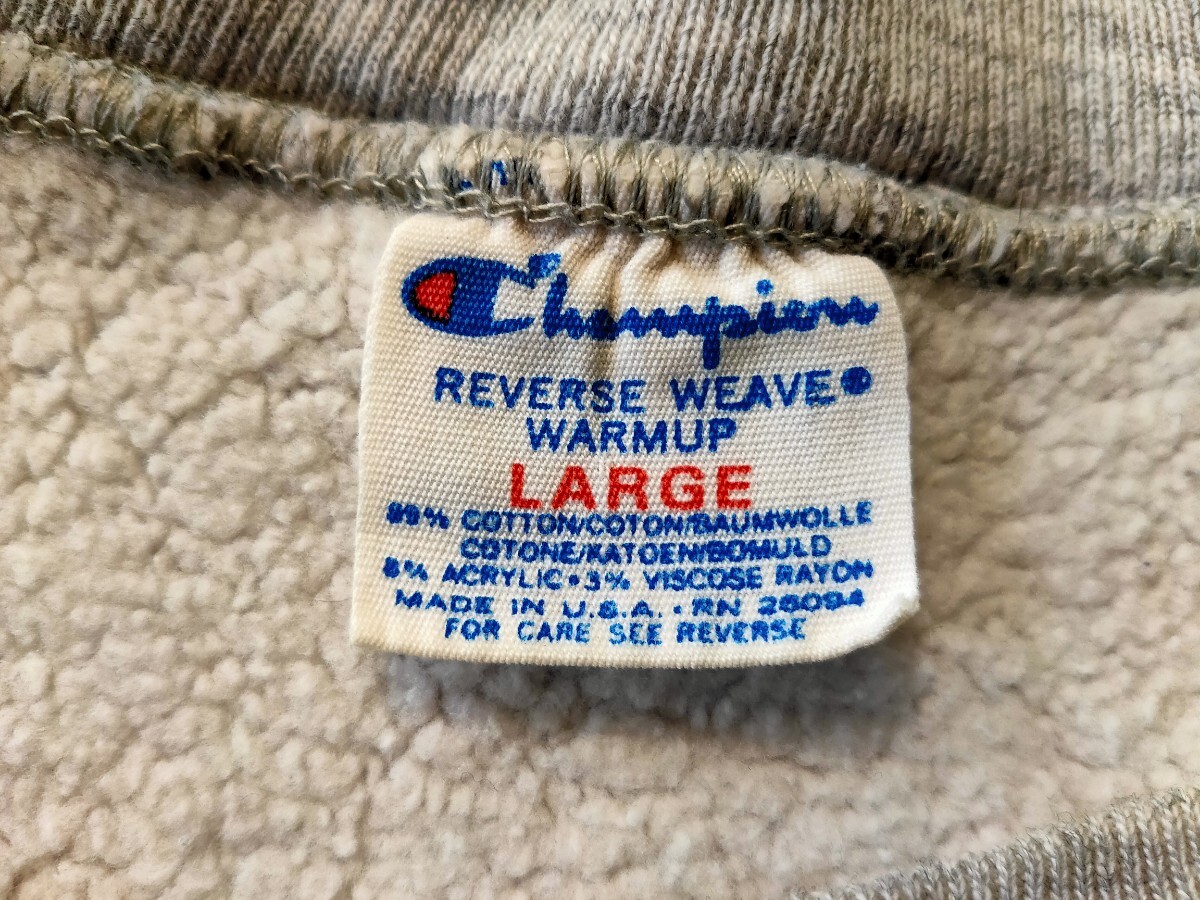 Champion
REVERSE WEAVE®
WARMUP
LARGE
89% COTTON/COTON/BAUMWOLLE
COTONE/KATOEN/BOMULD
8% ACRYLIC • 3% VISCOSE RAYON
MADE IN U.S.A. • RN 26094
FOR CARE SEE REVERSE